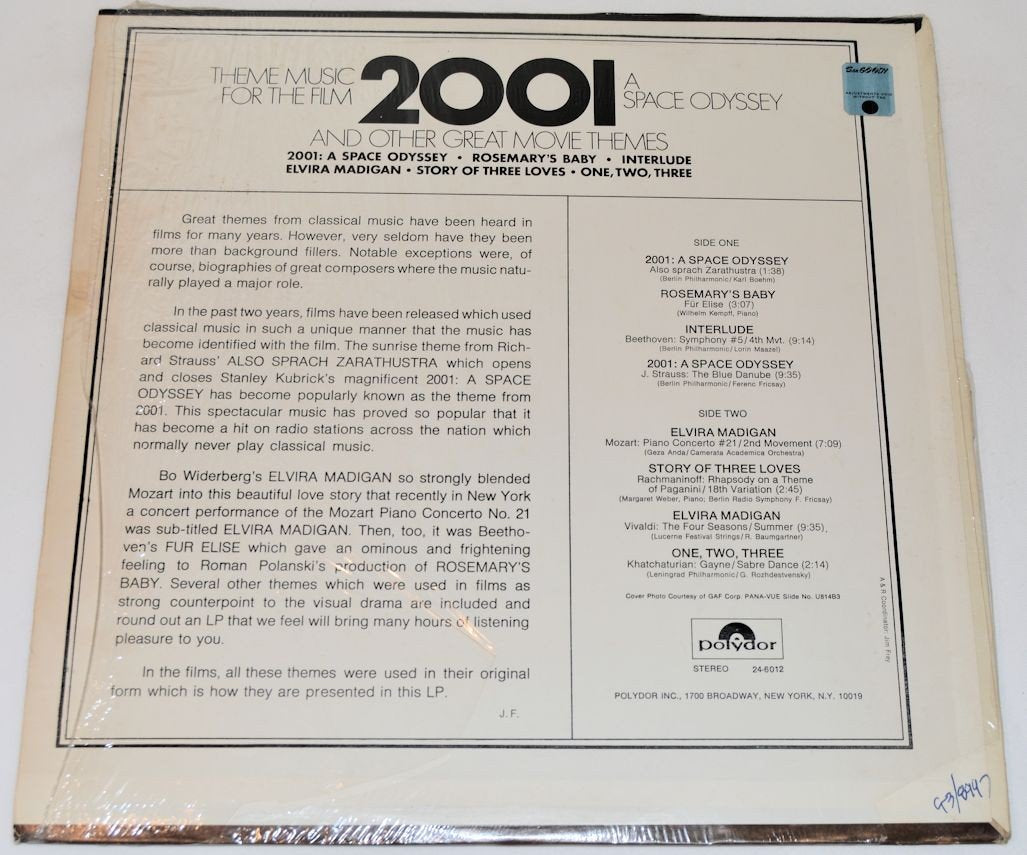 THEME MUSIC
FOR THE FILM
2001
A
SPACE ODYSSEY
AND OTHER GREAT MOVIE THEMES
2001: A SPACE ODYSSEY • ROSEMARY'S BABY • INTERLUDE
ELVIRA MADIGAN • STORY OF THREE LOVES • ONE, TWO, THREE
Great themes from classical music have been heard in
films for many years. However, very seldom have they been
more than background fillers. Notable exceptions were, of
course, biographies of great composers where the music natu-
rally played a major role.
In the past two years, films have been released which used
classical music in such a unique manner that the music has
become identified with the film. The sunrise theme from Rich-
ard Strauss' ALSO SPRACH ZARATHUSTRA which opens
and closes Stanley Kubrick's magnificent 2001: A SPACE
ODYSSEY has become popularly known as the theme from
2001. This spectacular music has proved so popular that it
has become a hit on radio stations across the nation which
normally never play classical music.
Bo Widerberg's ELVIRA MADIGAN so strongly blended
Mozart into this beautiful love story that recently in New York
a concert performance of the Mozart Piano Concerto No. 21
was sub-titled ELVIRA MADIGAN. Then, too, it was Beetho-
ven's FUR ELISE which gave an ominous and frightening
feeling to Roman Polanski's production of ROSEMARY'S
BABY. Several other themes which were used in films as
strong counterpoint to the visual drama are included and
round out an LP that we feel will bring many hours of listening
pleasure to you.
In the films, all these themes were used in their original
form which is how they are presented in this LP.
J. F.
SIDE ONE
2001: A SPACE ODYSSEY
Also sprach Zarathustra (1:38)
(Berlin Philharmonic/Karl Boehm)
ROSEMARY'S BABY
Für Elise (3:07)
(Wilhelm Kempff, Piano)
INTERLUDE
Beethoven: Symphony #5/4th Mvt. (9:14)
(Berlin Philharmonic/Lorin Maazel)
2001: A SPACE ODYSSEY
J. Strauss: The Blue Danube (9:35)
(Berlin Philharmonic/Ferenc Fricsay)
SIDE TWO
ELVIRA MADIGAN
Mozart: Piano Concerto #21/2nd Movement (7:09)
(Geza Anda/Camerata Academica Orchestra)
STORY OF THREE LOVES
Rachmaninoff: Rhapsody on a Theme
of Paganini/18th Variation (2:45)
(Margaret Weber, Piano; Berlin Radio Symphony F. Fricsay)
ELVIRA MADIGAN
Vivaldi: The Four Seasons/Summer (9:35).
(Lucerne Festival Strings/R. Baumgartner)
ONE, TWO, THREE
Khatchaturian: Gayne/Sabre Dance (2:14)
(Leningrad Philharmonic/G. Rozhdestvensky)
Cover Photo Courtesy of GAF Corp. PANA-VUE Slide No. U814B3
A & R Coordinator: Jim Frey
polydor
STEREO 24-6012
POLYDOR INC., 1700 BROADWAY, NEW YORK, N.Y. 10019